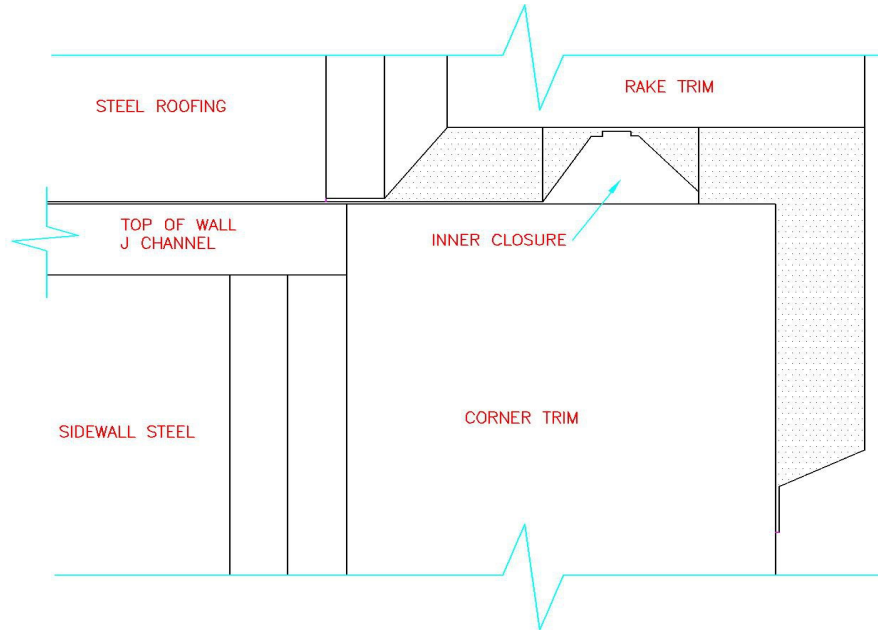 RAKE TRIM
STEEL ROOFING
TOP OF WALL
J CHANNEL
INNER CLOSURE
CORNER TRIM
SIDEWALL STEEL